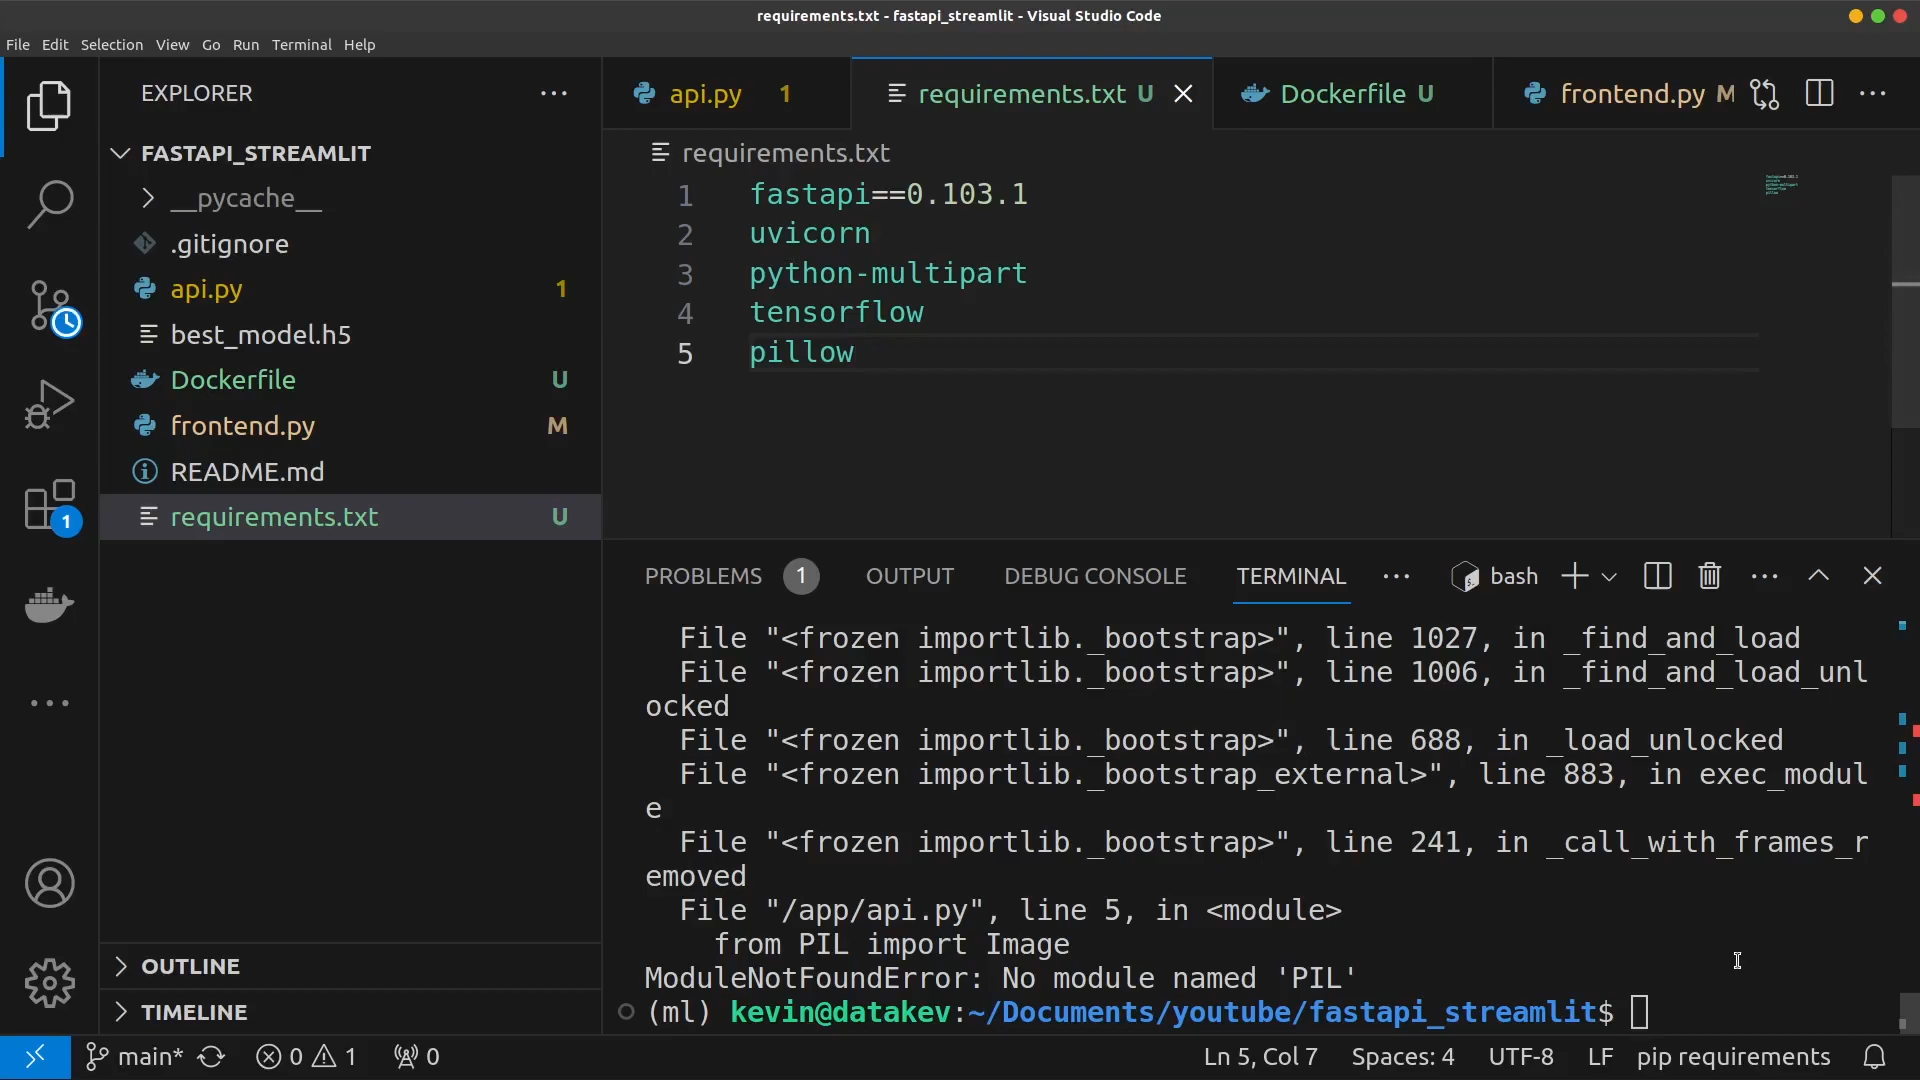 requirements.txt - fastapi_streamlit - Visual Studio Code
File Edit Selection View Go Run Terminal Help
EXPLORER
FASTAPI_STREAMLIT
__pycache__
.gitignore
api.py 1
best_model.h5
Dockerfile U
frontend.py M
README.md
requirements.txt U
OUTLINE
TIMELINE
1
api.py 1
requirements.txt U
Dockerfile U
frontend.py M
requirements.txt
1 fastapi==0.103.1
2 uvicorn
3 python-multipart
4 tensorflow
5 pillow
PROBLEMS 1 OUTPUT DEBUG CONSOLE TERMINAL bash
File "<frozen importlib._bootstrap>", line 1027, in _find_and_load
File "<frozen importlib._bootstrap>", line 1006, in _find_and_load_unl
ocked
File "<frozen importlib._bootstrap>", line 688, in _load_unlocked
File "<frozen importlib._bootstrap_external>", line 883, in exec_modul
e
File "<frozen importlib._bootstrap>", line 241, in _call_with_frames_r
emoved
File "/app/api.py", line 5, in <module>
from PIL import Image
ModuleNotFoundError: No module named 'PIL'
(ml) kevin@datakev:~/Documents/youtube/fastapi_streamlit$
main* 0 1 0 Ln 5, Col 7 Spaces: 4 UTF-8 LF pip requirements